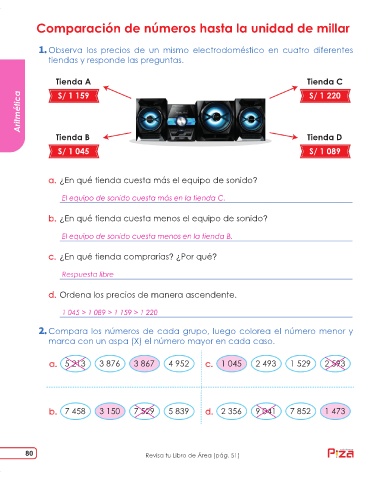 Comparación de números hasta la unidad de millar
1. Observa los precios de un mismo electrodoméstico en cuatro diferentes
tiendas y responde las preguntas.
Aritmética
Tienda A
S/ 1 159
Tienda C
S/ 1 220
Tienda B
S/ 1 045
Tienda D
S/ 1 089
a. ¿En qué tienda cuesta más el equipo de sonido?
El equipo de sonido cuesta más en la tienda C.
b. ¿En qué tienda cuesta menos el equipo de sonido?
El equipo de sonido cuesta menos en la tienda B.
c. ¿En qué tienda comprarías? ¿Por qué?
Respuesta libre
d. Ordena los precios de manera ascendente.
1 045 > 1 089 > 1 159 > 1 220
2. Compara los números de cada grupo, luego colorea el número menor y
marca con un aspa (X) el número mayor en cada caso.
a. 5 213 3 876 3 867 4 952
c. 1 045 2 493 1 529 2 593
b. 7 458 3 150 7 529 5 839
d. 2 356 9 041 7 852 1 473
80
Revisa tu Libro de Área (pág. 51)